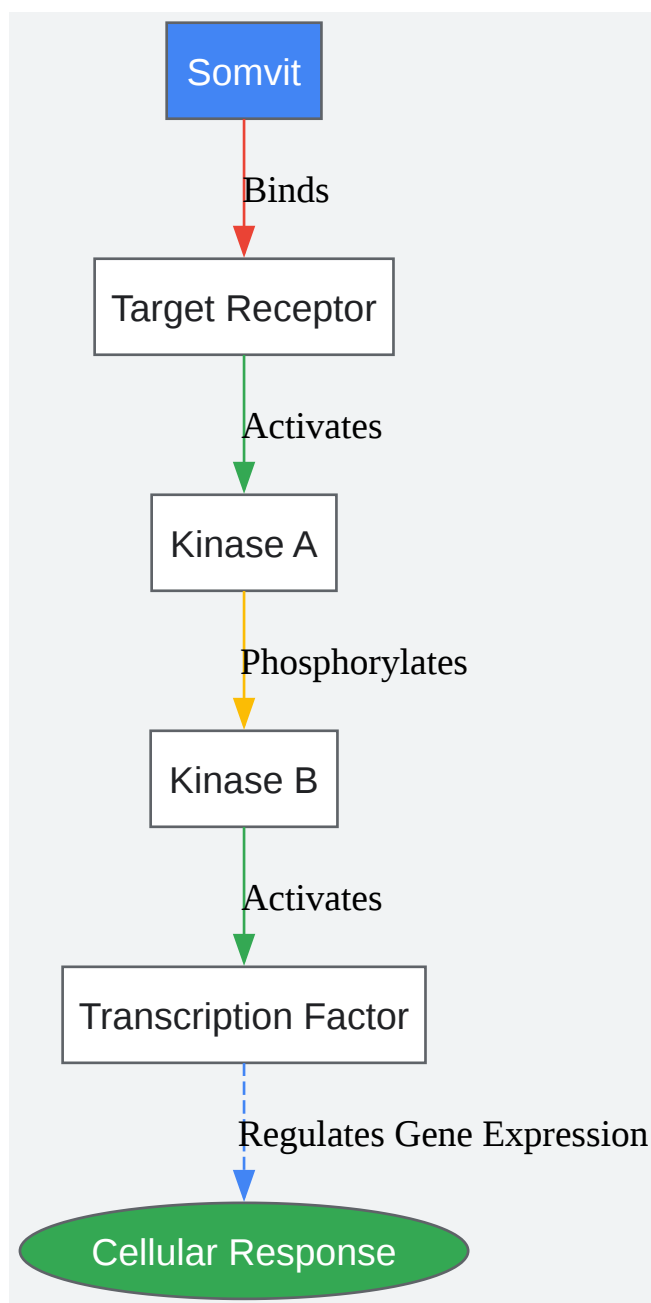 Somvit
Binds
Target Receptor
Activates
Kinase A
Phosphorylates
Kinase B
Activates
Transcription Factor
Regulates Gene Expression
Cellular Response